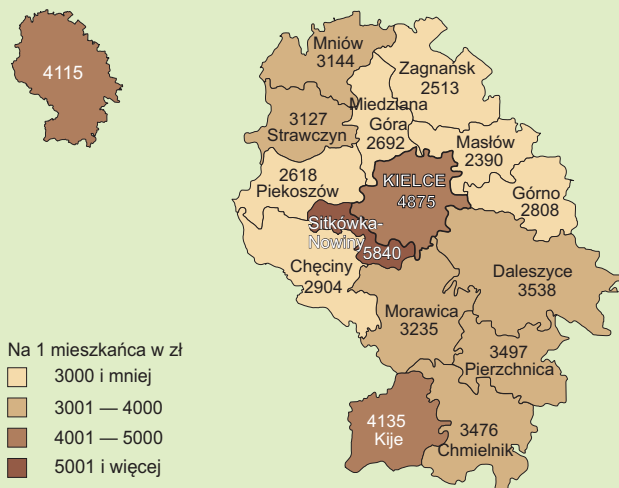 4115
Mniów
3144
Zagnańsk
2513
3127
Strawczyn
Miedziana
Góra
2692
Masłów
2390
2618
Piekoszów
KIELCE
4875
Górno
2808
Sitkówka-
Nowiny
5840
Chęciny
2904
Daleszyce
3538
Morawica
3235
3497
Pierzchnica
4135
Kije
3476
Chmielnik
Na 1 mieszkańca w zł
3000 i mniej
3001 — 4000
4001 — 5000
5001 i więcej